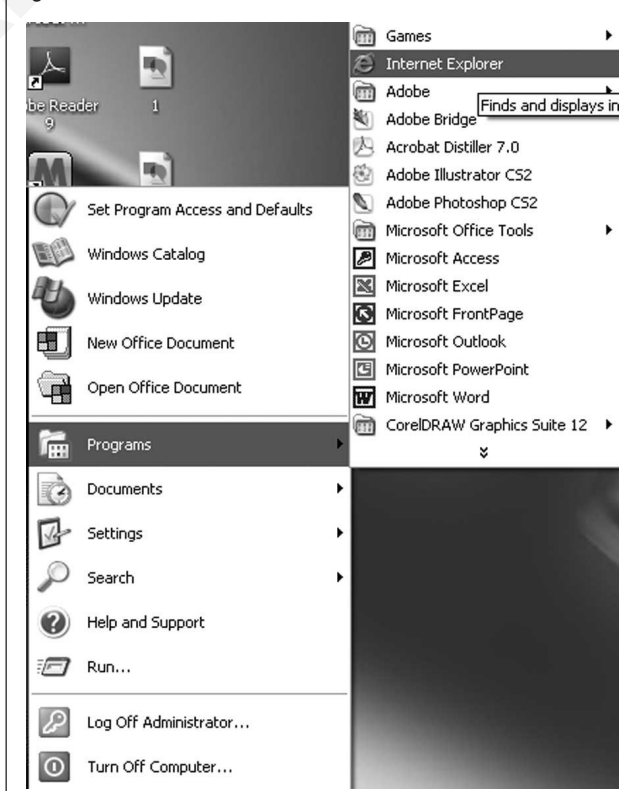 be Reader
9
1
Set Program Access and Defaults
Windows Catalog
Windows Update
New Office Document
Open Office Document
Programs
Documents
Settings
Search
Help and Support
Run...
Log Off Administrator...
Turn Off Computer...
Games
Internet Explorer
Adobe
Finds and displays in
Adobe Bridge
Acrobat Distiller 7.0
Adobe Illustrator CS2
Adobe Photoshop CS2
Microsoft Office Tools
Microsoft Access
Microsoft Excel
Microsoft FrontPage
Microsoft Outlook
Microsoft PowerPoint
Microsoft Word
CorelDRAW Graphics Suite 12